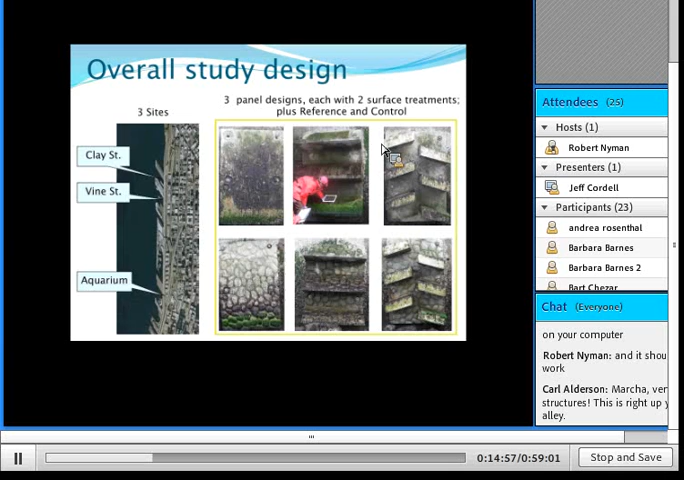 Overall study design
3 panel designs, each with 2 surface treatments;
plus Reference and Control
3 Sites
Clay St.
Vine St.
Aquarium
Attendees (25)
Hosts (1)
Robert Nyman
Presenters (1)
Jeff Cordell
Participants (23)
andrea rosenthal
Barbara Barnes
Barbara Barnes 2
Bart Chezar
Chat (Everyone)
on your computer
Robert Nyman: and it shou
work
Carl Alderson: Marcha, ver
structures! This is right up y
alley.
0:14:57/0:59:01
Stop and Save